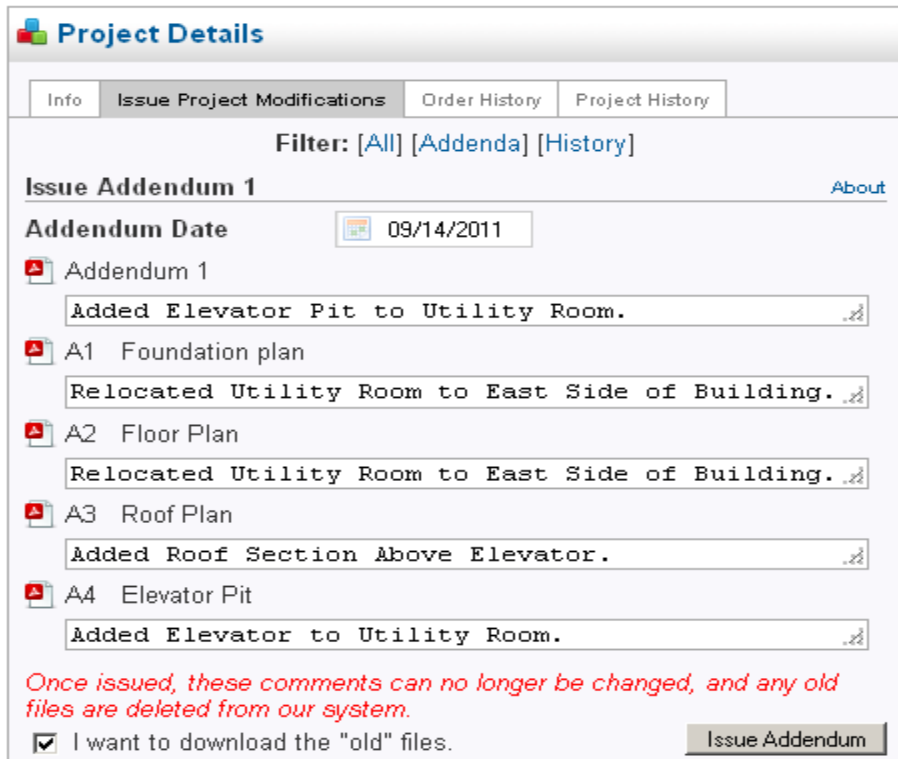 Project Details
Info Issue Project Modifications Order History Project History
Filter: [All] [Addenda] [History]
Issue Addendum 1 About
Addendum Date 09/14/2011
Addendum 1
Added Elevator Pit to Utility Room.
A1 Foundation plan
Relocated Utility Room to East Side of Building.
A2 Floor Plan
Relocated Utility Room to East Side of Building.
A3 Roof Plan
Added Roof Section Above Elevator.
A4 Elevator Pit
Added Elevator to Utility Room.
Once issued, these comments can no longer be changed, and any old
files are deleted from our system.
I want to download the "old" files. Issue Addendum